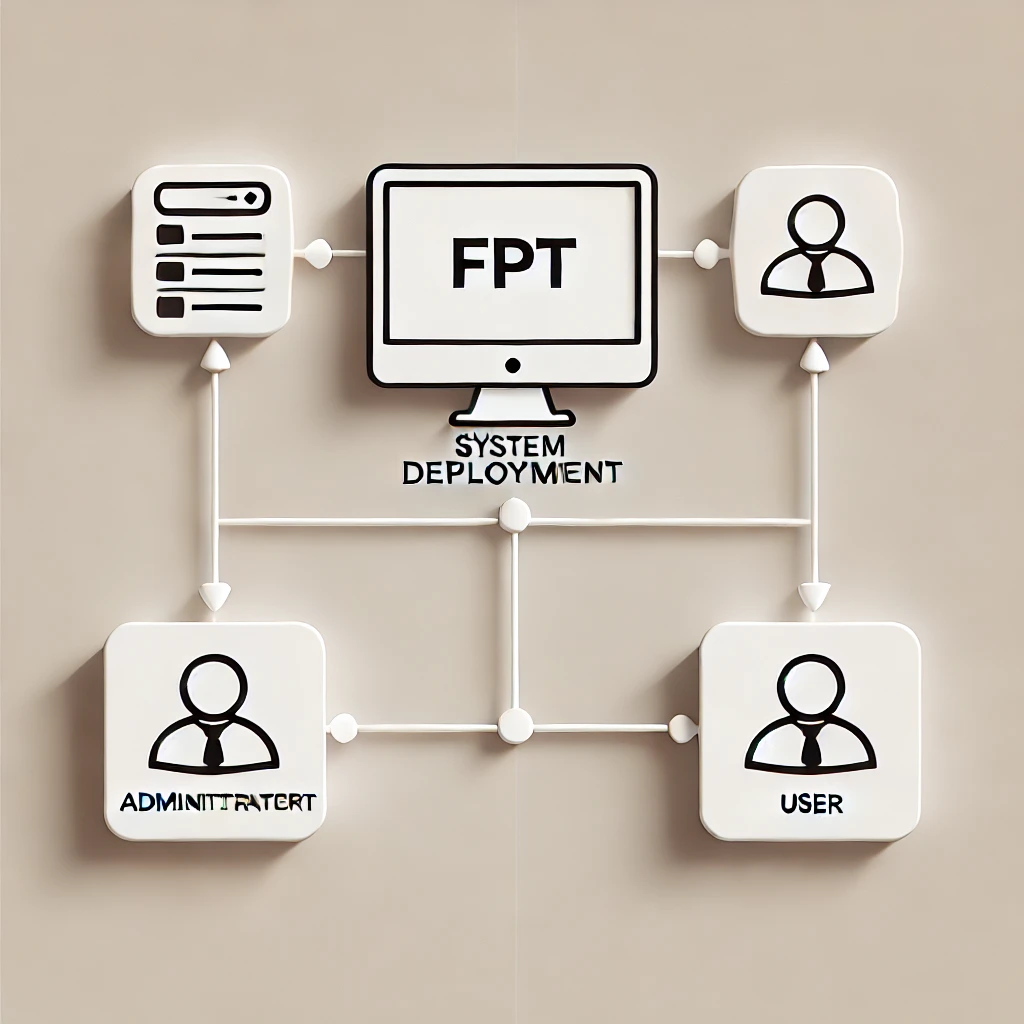 FPT
SYSTEM
DEPLOYMENT
ADMINITTRATERT
USER